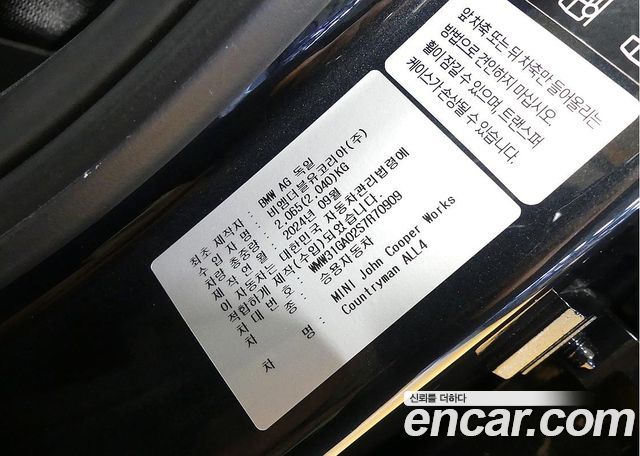 앞 차축 또는 뒤 차축만 들어올리는
방법으로 견인하지 마십시오.
휠이 잠길 수 있으며 트랜스퍼
케이스가 손상될 수 있습니다.
최초 제작자 : BMW AG 독일
수 입 자 명 : 비엠더블유코리아(주)
차량 총중량 : 2,065(2,040)KG
제 작 연 월 : 2024년 09월
이 자동차는 대한민국 자동차관리법령에
적합하게 제작(수입)되었습니다.
차 대 번 호 : WMW31GA02S7R70909
차 종 : 승용자동차
차 명 : MINI John Cooper Works
Countryman ALL4
신뢰를 더하다
encar.com